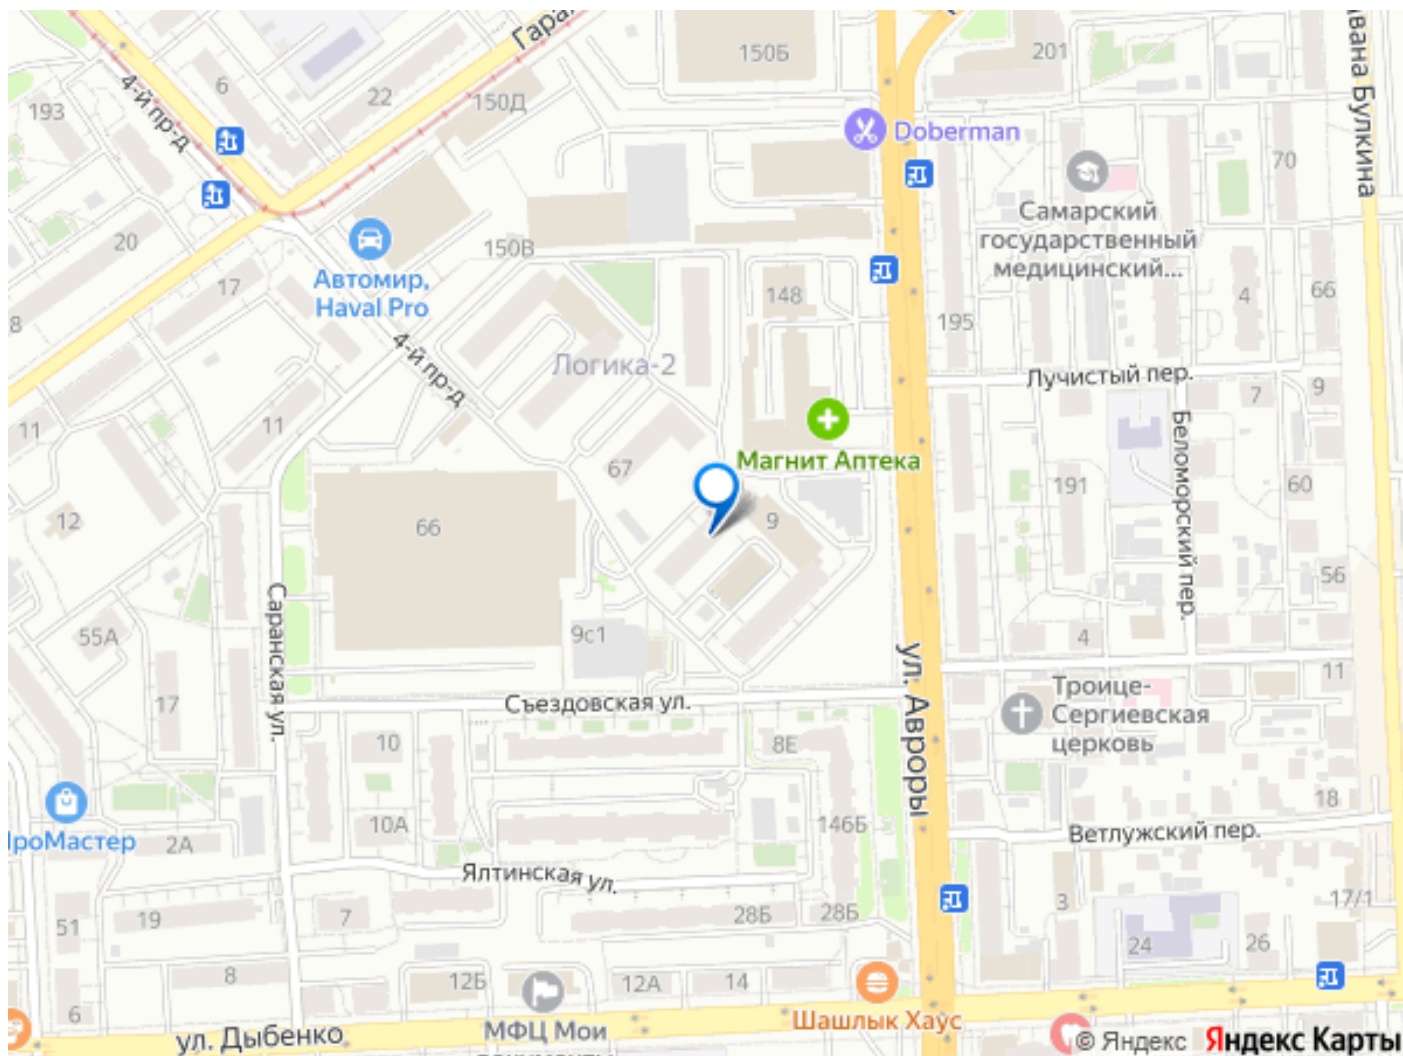 150Б
201
Ивана Булкина
4-й пр-д
6
22
150Д
193
Doberman
70
Самарский
государственный
медицинский...
20
150В
17
Автомир,
Haval Pro
148
4
66
8
195
4-й пр-д
Логика-2
Лучистый пер.
7
9
11
11
Магнит Аптека
67
Беломорский пер.
191
60
12
66
9
56
Саранская ул.
55А
9с1
4
11
17
Съездовская ул.
ул. Авроры
Троице-
Сергиевская
церковь
10
8Е
18
10А
146Б
Ветлужский пер.
2А
Ялтинская ул.
3
17/1
51
19
7
28Б
28Б
24
26
8
12Б
12А
14
6
ул. Дыбенко
МФЦ Мои
Шашлык Хаус
© Яндекс Яндекс Карты